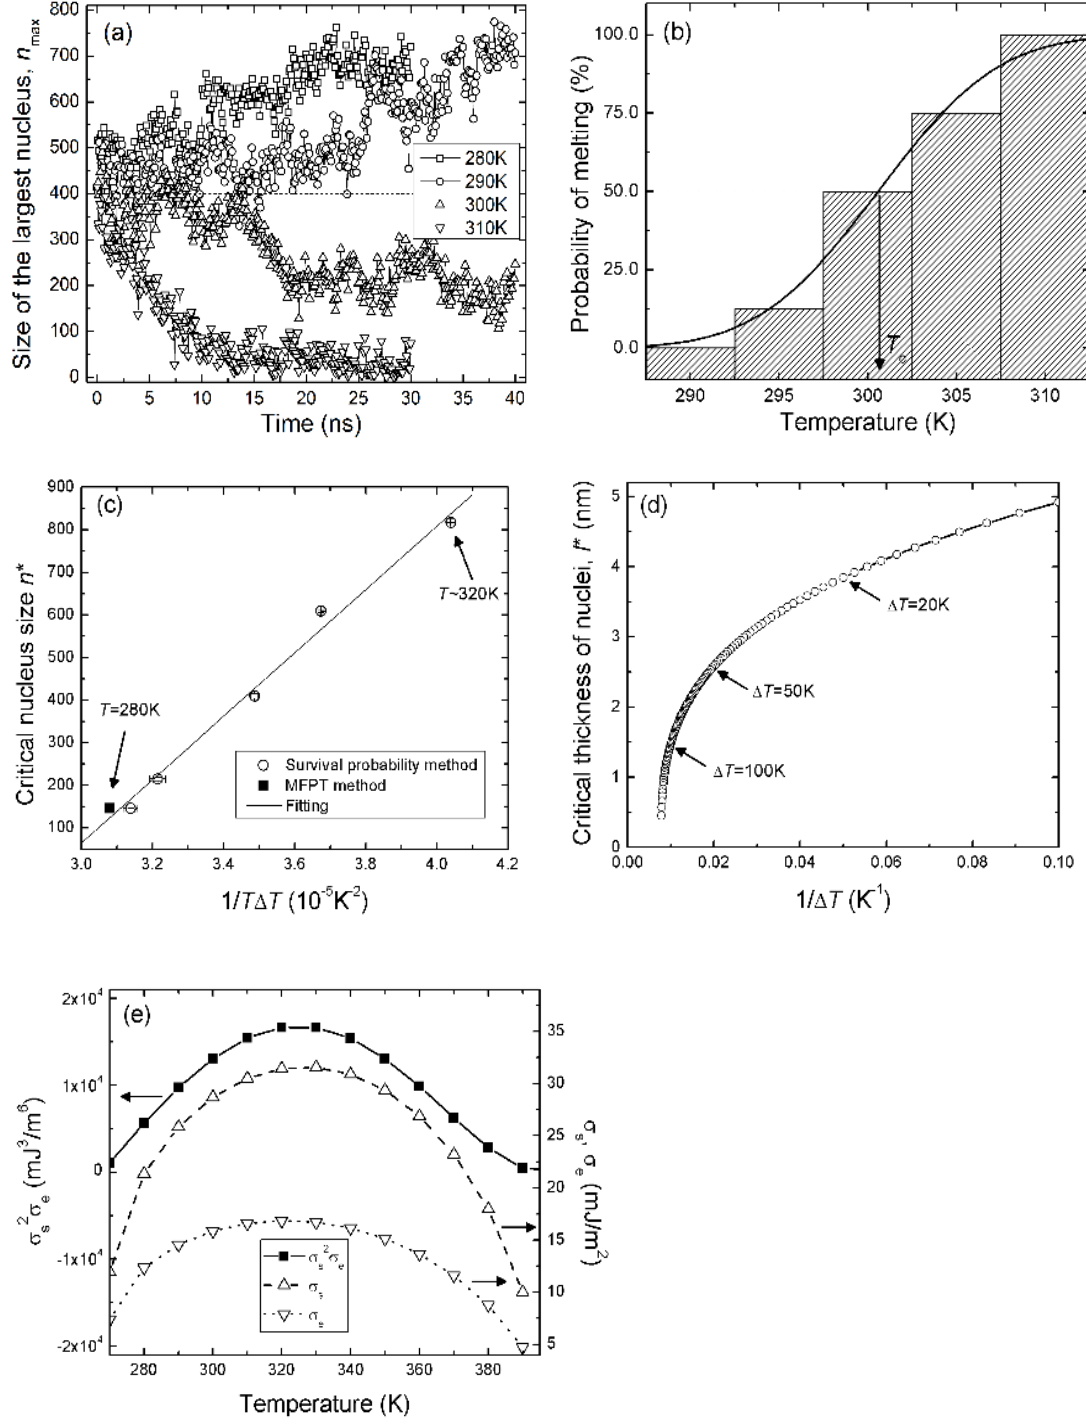 (a)
Size of the largest nucleus, n_max
800
700
600
500
400
300
200
100
0
280K
290K
300K
310K
0 5 10 15 20 25 30 35 40
Time (ns)
(b)
Probability of melting (%)
100.0
75.0
50.0
25.0
0.0
T_c
290 295 300 305 310
Temperature (K)
(c)
Critical nucleus size n*
900
800
700
600
500
400
300
200
100
T~320K
T=280K
Survival probability method
MFPT method
Fitting
3.0 3.2 3.4 3.6 3.8 4.0 4.2
1/TΔT (10⁻⁵K⁻²)
(d)
Critical thickness of nuclei, l* (nm)
5
4
3
2
1
0
ΔT=20K
ΔT=50K
ΔT=100K
0.00 0.02 0.04 0.06 0.08 0.10
1/ΔT (K⁻¹)
(e)
σ_s²σ_e (mJ³/m⁶)
2x10⁴
1x10⁴
0
-1x10⁴
-2x10⁴
σ_s²σ_e
σ_s
σ_e
35
30
25
20
15
10
5
σ_s, σ_e (mJ/m²)
280 300 320 340 360 380
Temperature (K)